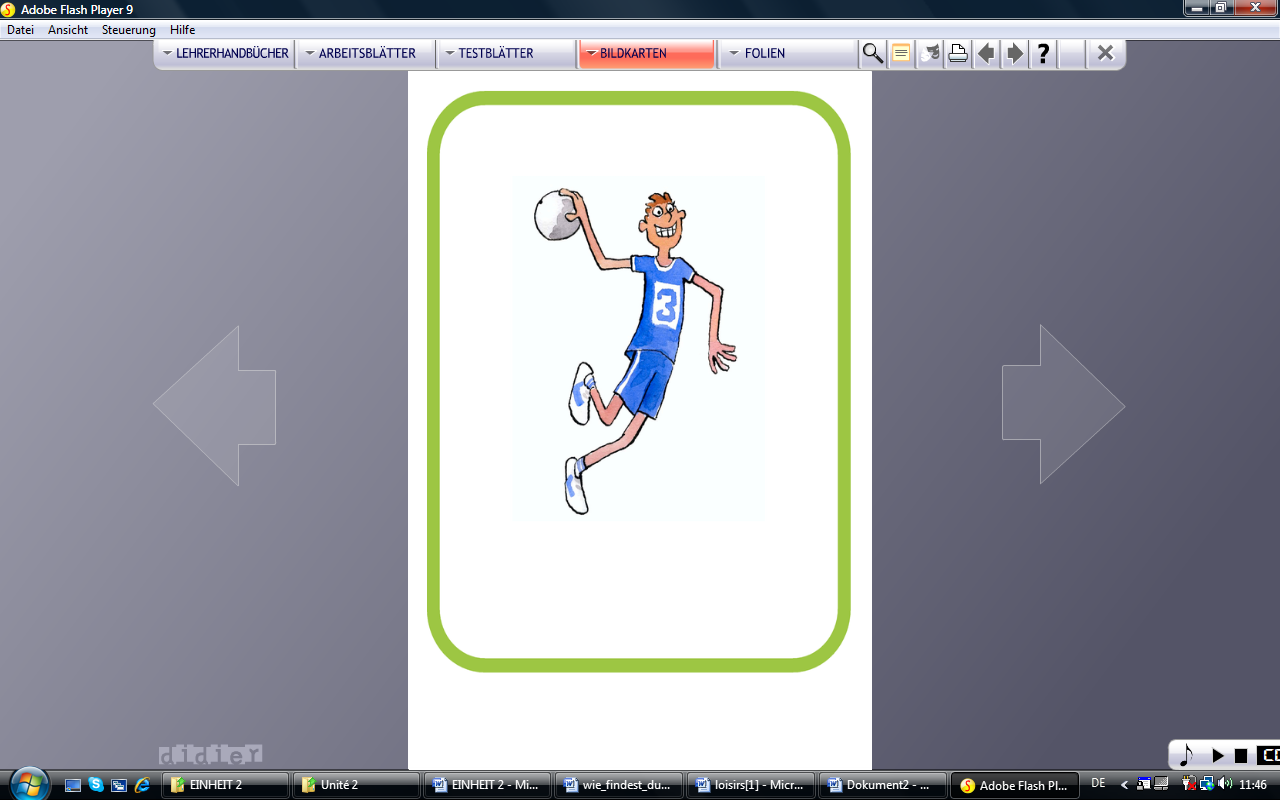 Adobe Flash Player 9
Datei Ansicht Steuerung Hilfe
LEHRERHANDBÜCHER ARBEITSBLÄTTER TESTBLÄTTER BILDKARTEN FOLIEN ?
3
didier
CD
EINHEIT 2 Unité 2 EINHEIT 2 - Mi... wie_findest_du... loisirs[1] - Micr... Dokument2 - ... Adobe Flash Pl... DE 11:46